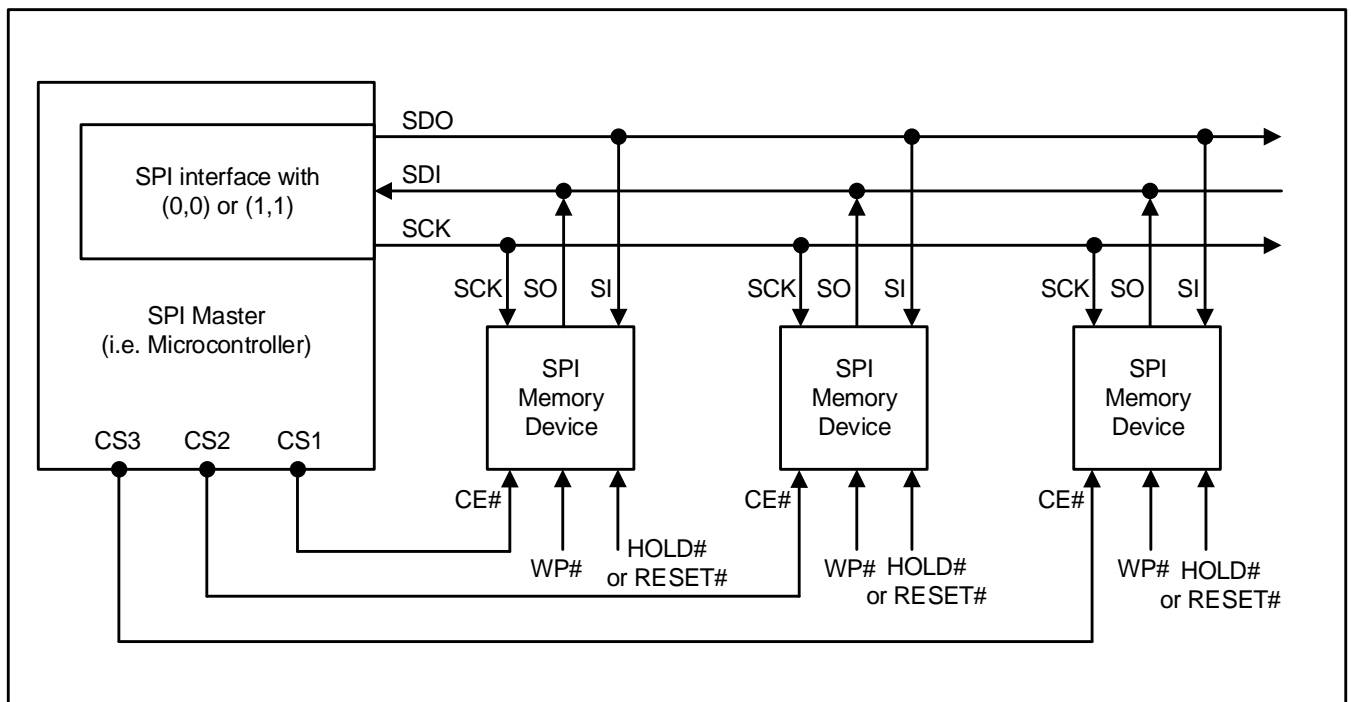 SDO
SPI interface with
(0,0) or (1,1)
SDI
SCK
SPI Master
(i.e. Microcontroller)
SCK SO SI
SCK SO SI
SCK SO SI
SPI
Memory
Device
SPI
Memory
Device
SPI
Memory
Device
CS3 CS2 CS1
CE#
WP#
HOLD#
or RESET#
CE#
WP#
HOLD#
or RESET#
CE#
WP#
HOLD#
or RESET#